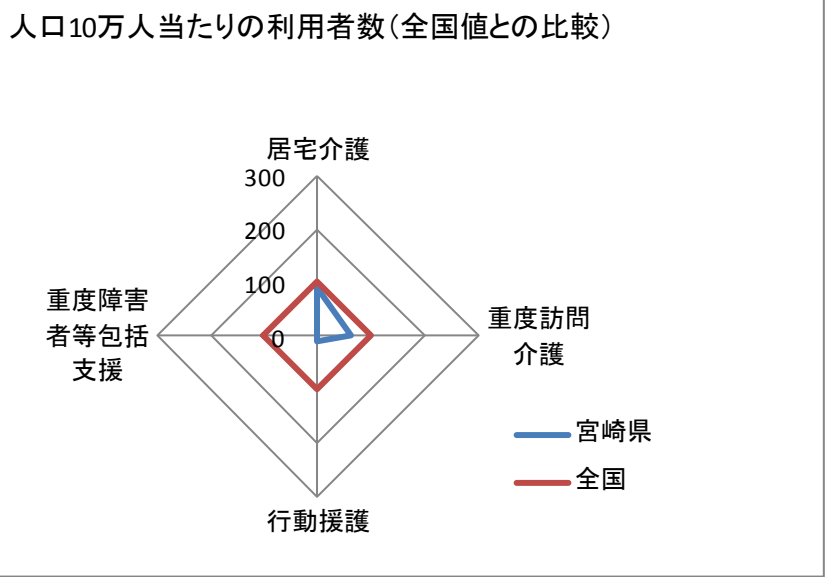 人口10万人当たりの利用者数(全国値との比較)
居宅介護
300
200
100
0
重度障害
者等包括
支援
重度訪問
介護
宮崎県
全国
行動援護